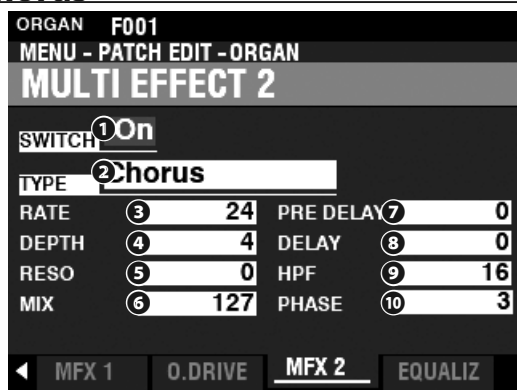 ORGAN F001
MENU - PATCH EDIT - ORGAN
MULTI EFFECT 2
SWITCH ① On
TYPE ② Chorus
RATE ③ 24 PRE DELAY ⑦ 0
DEPTH ④ 4 DELAY ⑧ 0
RESO ⑤ 0 HPF ⑨ 16
MIX ⑥ 127 PHASE ⑩ 3
◀ MFX 1 O.DRIVE MFX 2 EQUALIZ